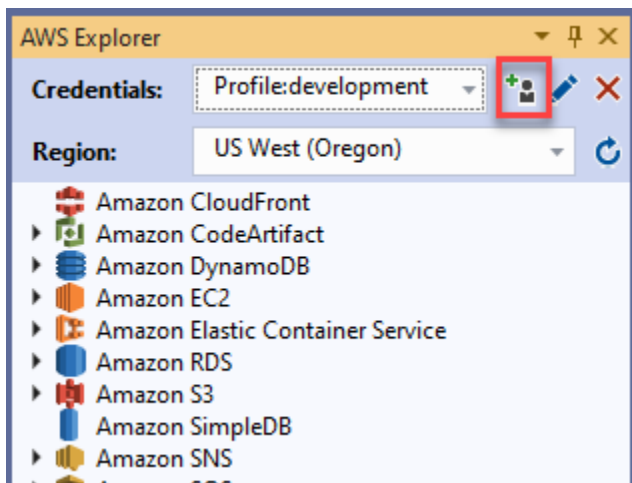 AWS Explorer
Credentials: Profile:development
Region: US West (Oregon)
Amazon CloudFront
Amazon CodeArtifact
Amazon DynamoDB
Amazon EC2
Amazon Elastic Container Service
Amazon RDS
Amazon S3
Amazon SimpleDB
Amazon SNS